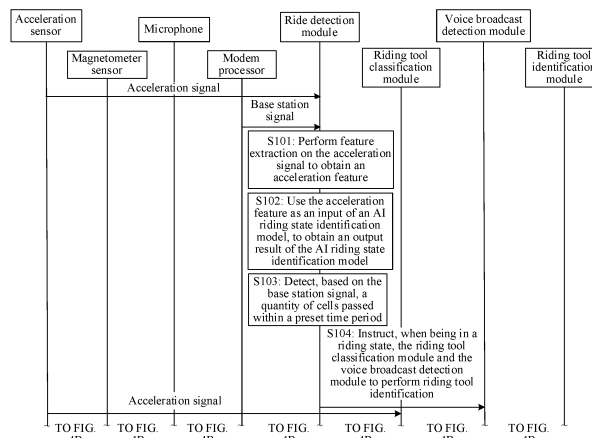 Acceleration
sensor
Microphone
Ride detection
module
Voice broadcast
detection module
Magnetometer
sensor
Modem
processor
Riding tool
classification module
Riding tool
identification
module
Acceleration signal
Base station
signal
S101: Perform feature
extraction on the acceleration
signal to obtain an
acceleration feature
S102: Use the acceleration
feature as an input of an AI
riding state identification
model, to obtain an output
result of the AI riding state
identification model
S103: Detect, based on the
base station signal, a
quantity of cells passed
within a preset time period
S104: Instruct, when being in a
riding state, the riding tool
classification module and the
voice broadcast detection
module to perform riding tool
identification
Acceleration signal
TO FIG. TO FIG. TO FIG. TO FIG. TO FIG. TO FIG. TO FIG.